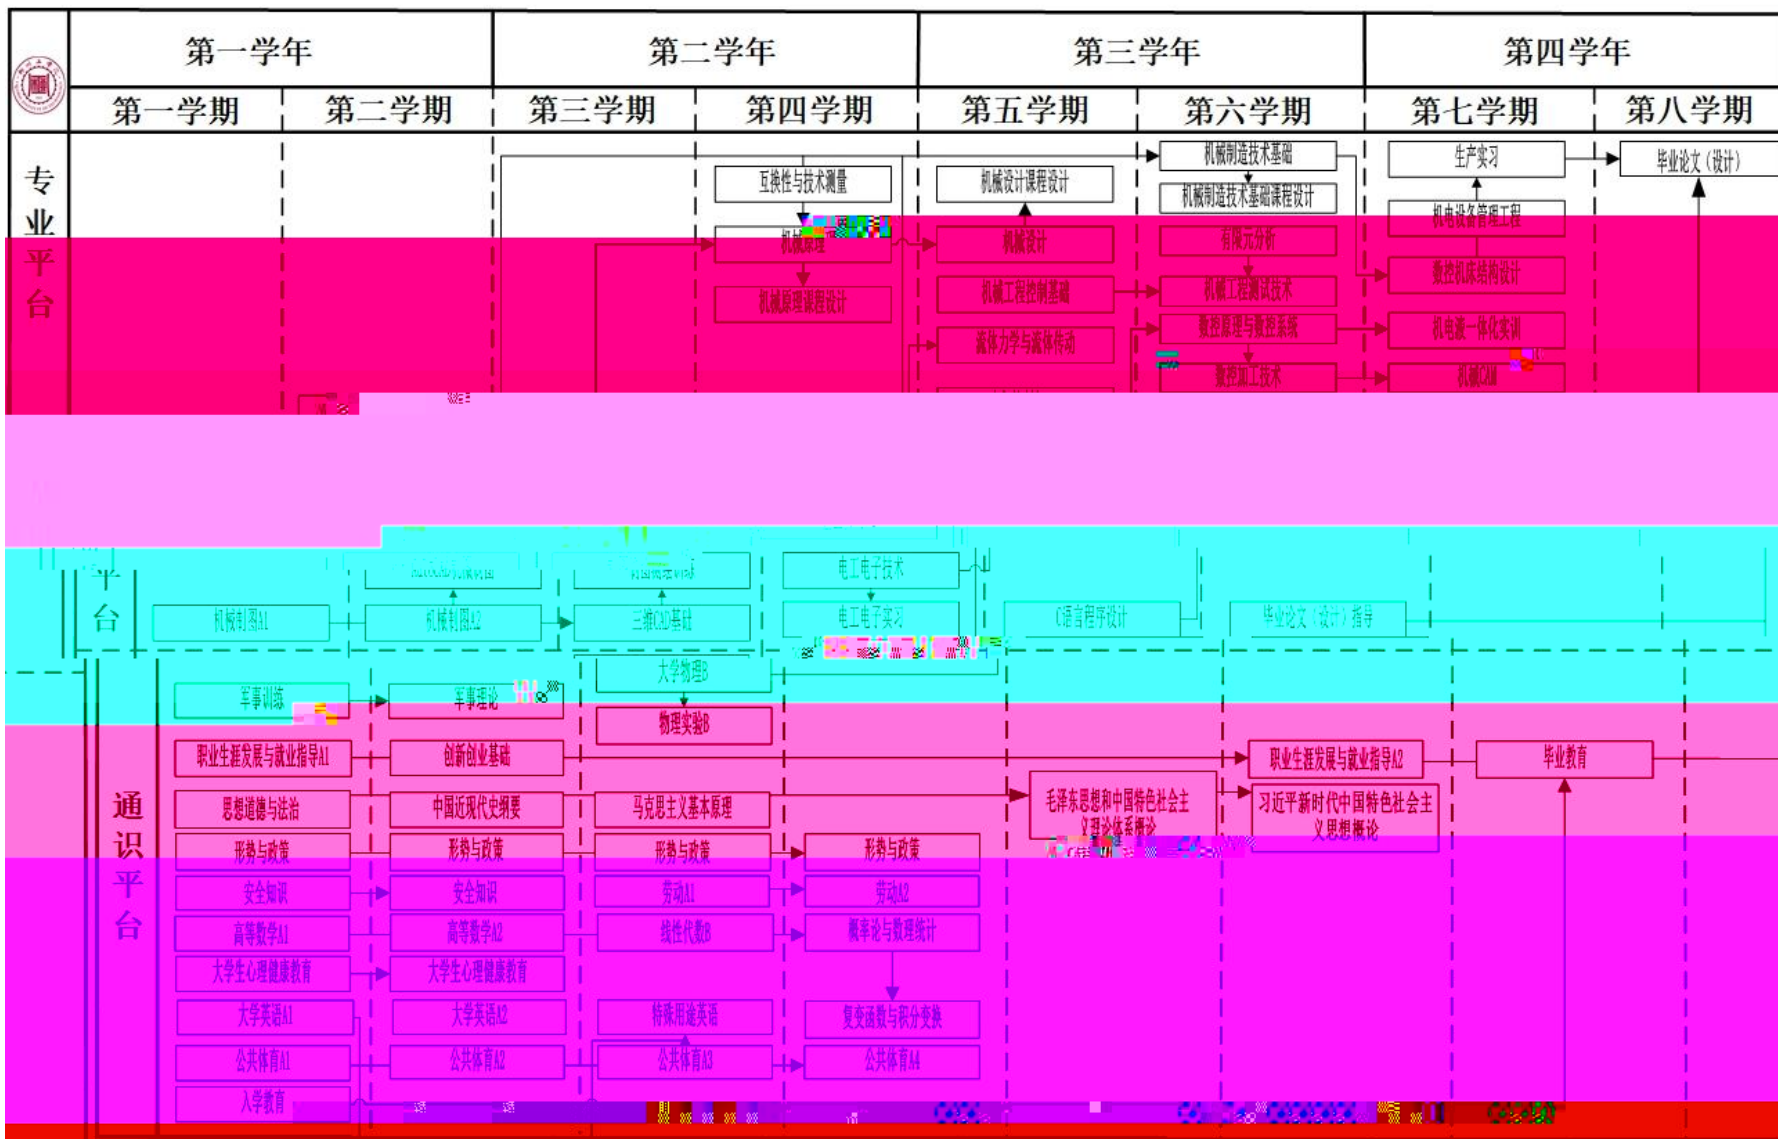 第一学年 第二学年 第三学年 第四学年
第一学期 第二学期 第三学期 第四学期 第五学期 第六学期 第七学期 第八学期
专业平台
机械制造技术基础 生产实习 毕业论文（设计）
互换性与技术测量 机械设计课程设计 机械制造技术基础课程设计
机电设备管理工程
机械原理 机械设计 有限元分析
数控机床结构设计
机械原理课程设计 机械工程控制基础 机械工程测试技术
数控原理与数控系统 机电液一体化实训
流体力学与流体传动
数控加工技术 机械CAM
平台
电工电子技术
机械制图A1 机械制图A2 三维CAD基础 电工电子实习 C语言程序设计 毕业论文（设计）指导
通识平台
大学物理B
军事训练 军事理论
物理实验B
职业生涯发展与就业指导A1 创新创业基础 职业生涯发展与就业指导A2 毕业教育
思想道德与法治 中国近现代史纲要 马克思主义基本原理
毛泽东思想和中国特色社会主
义理论体系概论
习近平新时代中国特色社会主
义思想概论
形势与政策 形势与政策 形势与政策 形势与政策
安全知识 安全知识 劳动A1 劳动A2
高等数学A1 高等数学A2 线性代数B 概率论与数理统计
大学生心理健康教育 大学生心理健康教育
大学英语A1 大学英语A2 特殊用途英语 复变函数与积分变换
公共体育A1 公共体育A2 公共体育A3 公共体育A4
入学教育